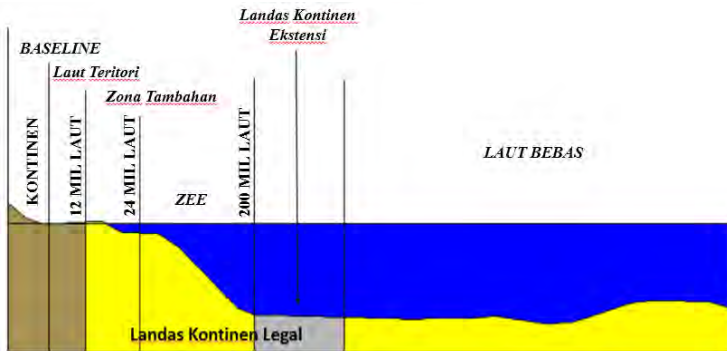 Landas Kontinen
Ekstensi
BASELINE
Laut Teritori
Zona Tambahan
KONTINEN
12 MIL LAUT
24 MIL LAUT
ZEE
200 MIL LAUT
LAUT BEBAS
Landas Kontinen Legal